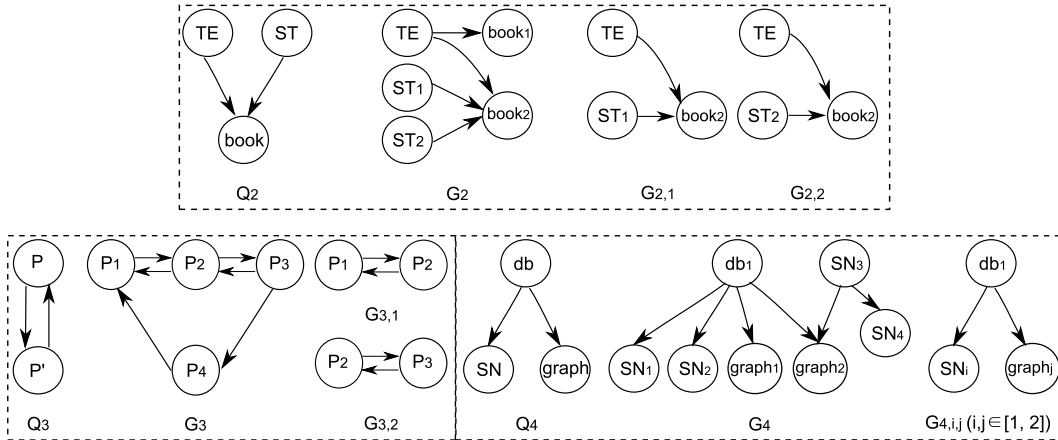 TE ST TE book1 TE TE
ST1
book book2 ST1 book2 ST2 book2
ST2
Q2 G2 G2,1 G2,2
P P1 P2 P3 P1 P2 db db1 SN3 db1
G3,1
SN4
P' P4 P2 P3 SN graph SN1 SN2 graph1 graph2 SNi graphj
Q3 G3 G3,2 Q4 G4 G4,i,j (i,j∈[1, 2])